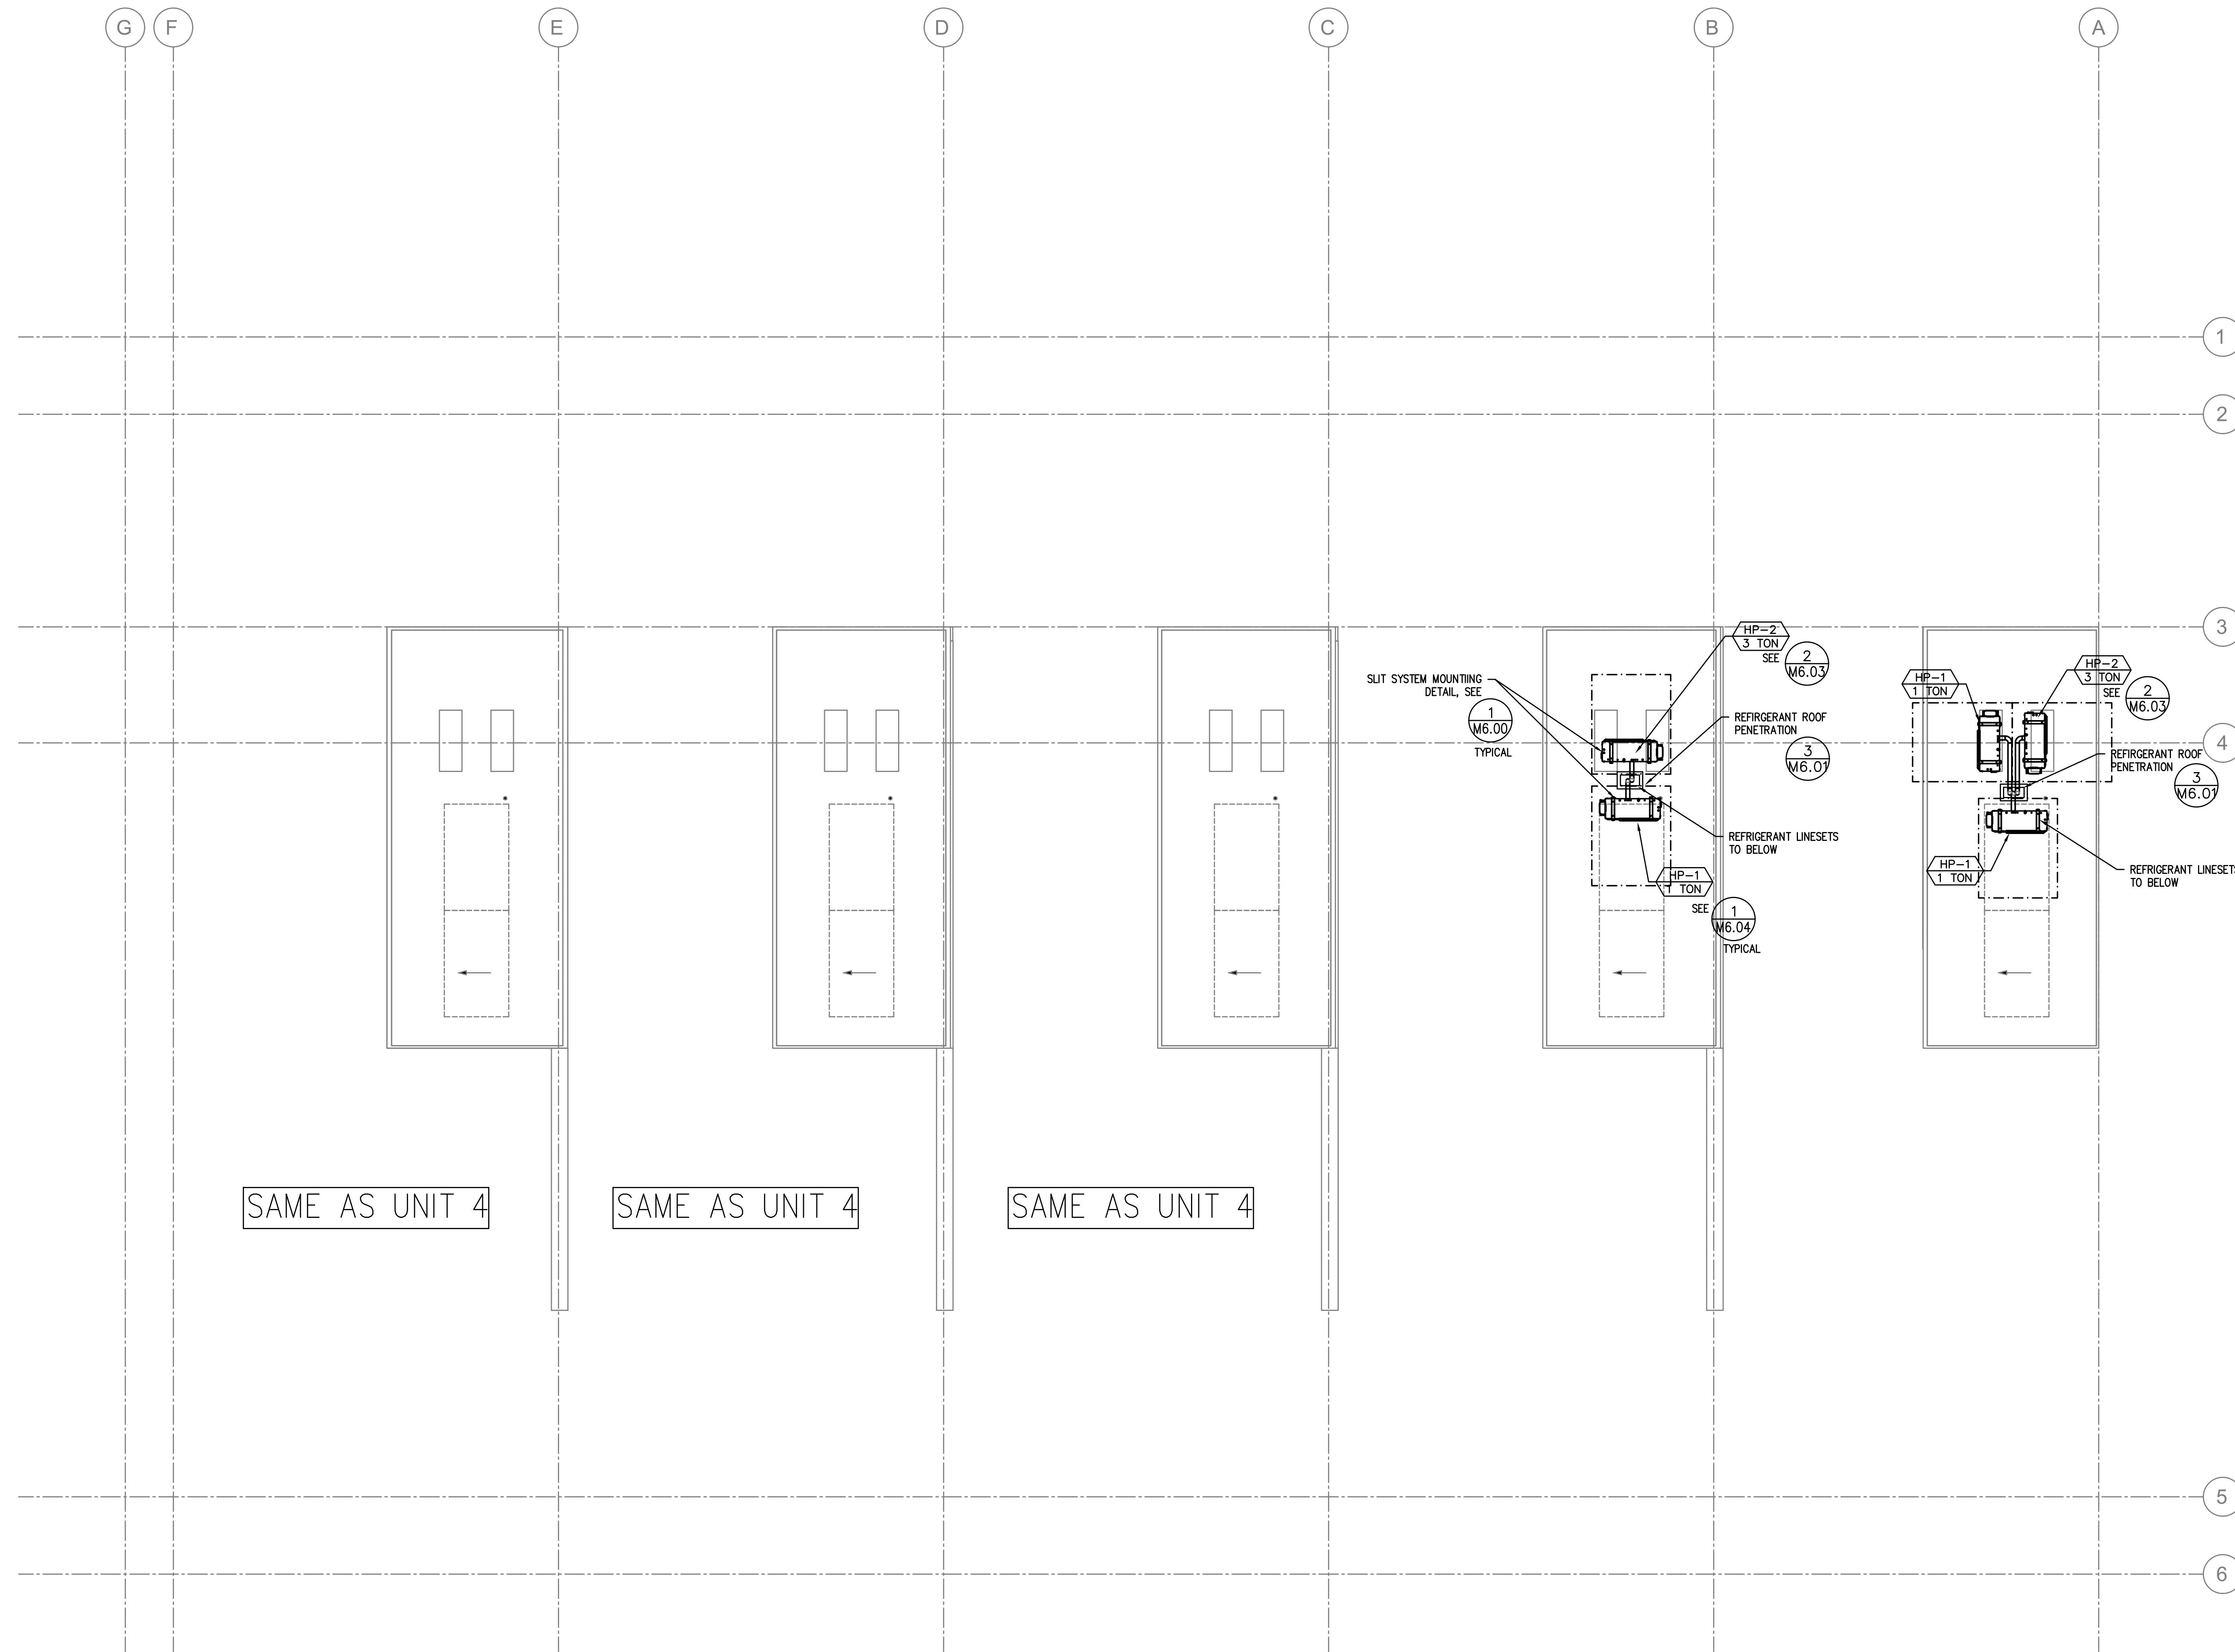 G
F
E
D
C
B
A
1
2
3
4
5
6
HP-2
3 TON
SEE
2
M6.03
SLIT SYSTEM MOUNTIING
DETAIL, SEE
1
M6.00
TYPICAL
REFIRGERANT ROOF
PENETRATION
3
M6.01
REFRIGERANT LINESETS
TO BELOW
HP-1
1 TON
SEE
1
M6.04
TYPICAL
HP-1
1 TON
HP-2
3 TON
SEE
2
M6.03
REFIRGERANT ROOF
PENETRATION
3
M6.01
HP-1
1 TON
REFRIGERANT LINESETS
TO BELOW
SAME AS UNIT 4
SAME AS UNIT 4
SAME AS UNIT 4